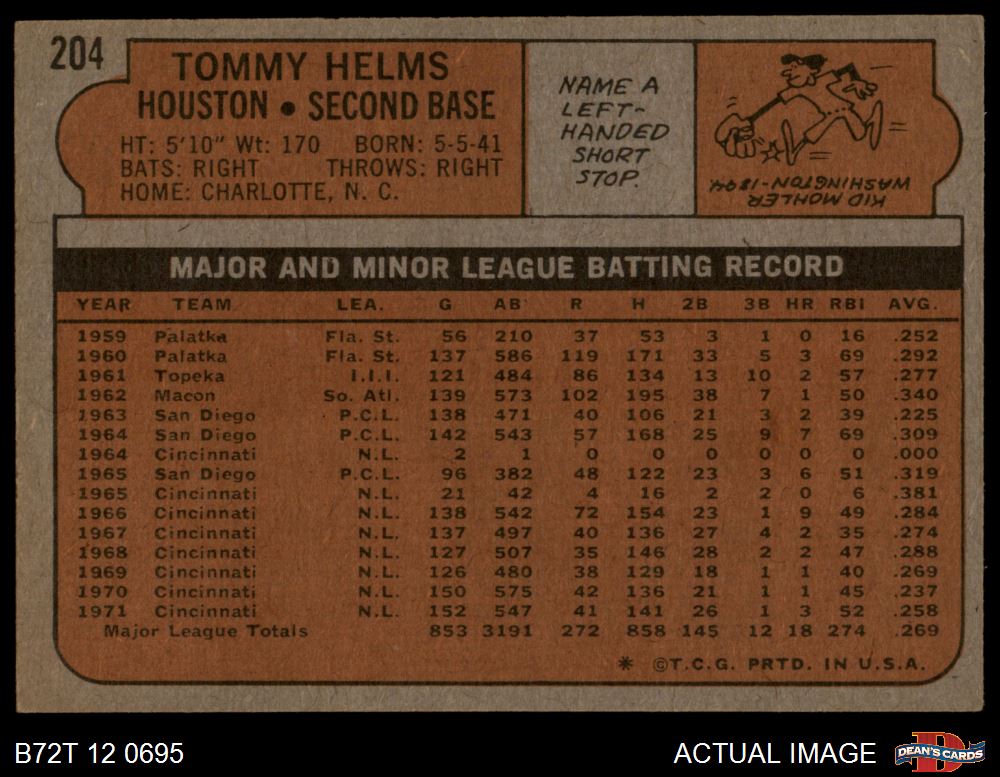 204
TOMMY HELMS
HOUSTON • SECOND BASE
HT: 5'10" Wt: 170 BORN: 5-5-41
BATS: RIGHT THROWS: RIGHT
HOME: CHARLOTTE, N. C.
NAME A
LEFT-
HANDED
SHORT
STOP.
KID MOHLER
WASHINGTON-1894
MAJOR AND MINOR LEAGUE BATTING RECORD
YEAR TEAM LEA. G AB R H 2B 3B HR RBI AVG.
1959 Palatka Fla. St. 56 210 37 53 3 1 0 16 .252
1960 Palatka Fla. St. 137 586 119 171 33 5 3 69 .292
1961 Topeka I.I.I. 121 484 86 134 13 10 2 57 .277
1962 Macon So. Atl. 139 573 102 195 38 7 1 50 .340
1963 San Diego P.C.L. 138 471 40 106 21 3 2 39 .225
1964 San Diego P.C.L. 142 543 57 168 25 9 7 69 .309
1964 Cincinnati N.L. 2 1 0 0 0 0 0 0 .000
1965 San Diego P.C.L. 96 382 48 122 23 3 6 51 .319
1965 Cincinnati N.L. 21 42 4 16 2 2 0 6 .381
1966 Cincinnati N.L. 138 542 72 154 23 1 9 49 .284
1967 Cincinnati N.L. 137 497 40 136 27 4 2 35 .274
1968 Cincinnati N.L. 127 507 35 146 28 2 2 47 .288
1969 Cincinnati N.L. 126 480 38 129 18 1 1 40 .269
1970 Cincinnati N.L. 150 575 42 136 21 1 1 45 .237
1971 Cincinnati N.L. 152 547 41 141 26 1 3 52 .258
Major League Totals 853 3191 272 858 145 12 18 274 .269
* ©T.C.G. PRTD. IN U.S.A.
B72T 12 0695
ACTUAL IMAGE
D
DEAN'S CARDS